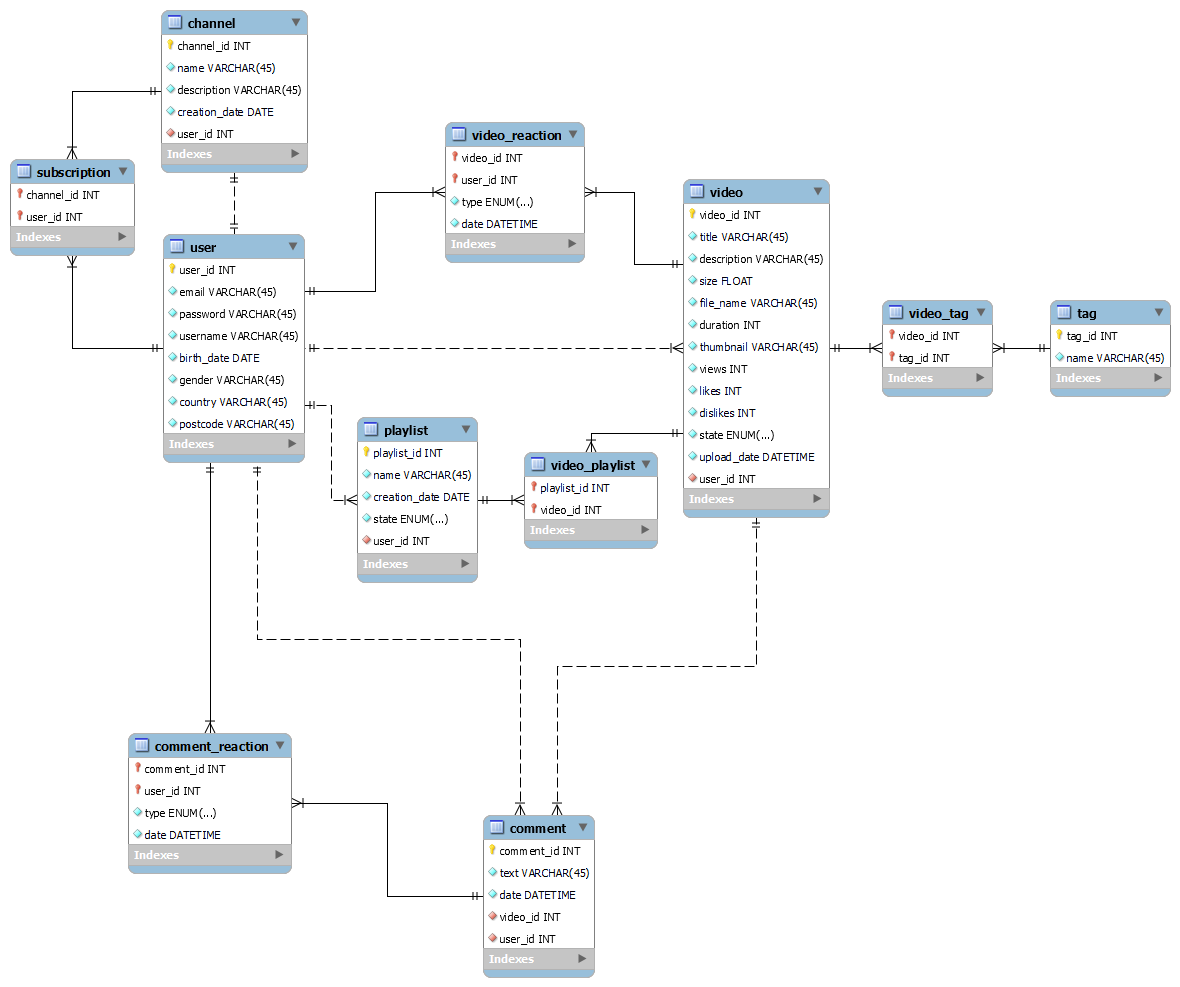 channel
channel_id INT
name VARCHAR(45)
description VARCHAR(45)
creation_date DATE
user_id INT
Indexes
subscription
channel_id INT
user_id INT
Indexes
user
user_id INT
email VARCHAR(45)
password VARCHAR(45)
username VARCHAR(45)
birth_date DATE
gender VARCHAR(45)
country VARCHAR(45)
postcode VARCHAR(45)
Indexes
video_reaction
video_id INT
user_id INT
type ENUM(...)
date DATETIME
Indexes
video
video_id INT
title VARCHAR(45)
description VARCHAR(45)
size FLOAT
file_name VARCHAR(45)
duration INT
thumbnail VARCHAR(45)
views INT
likes INT
dislikes INT
state ENUM(...)
upload_date DATETIME
user_id INT
Indexes
video_tag
video_id INT
tag_id INT
Indexes
tag
tag_id INT
name VARCHAR(45)
Indexes
playlist
playlist_id INT
name VARCHAR(45)
creation_date DATE
state ENUM(...)
user_id INT
Indexes
video_playlist
playlist_id INT
video_id INT
Indexes
comment_reaction
comment_id INT
user_id INT
type ENUM(...)
date DATETIME
Indexes
comment
comment_id INT
text VARCHAR(45)
date DATETIME
video_id INT
user_id INT
Indexes